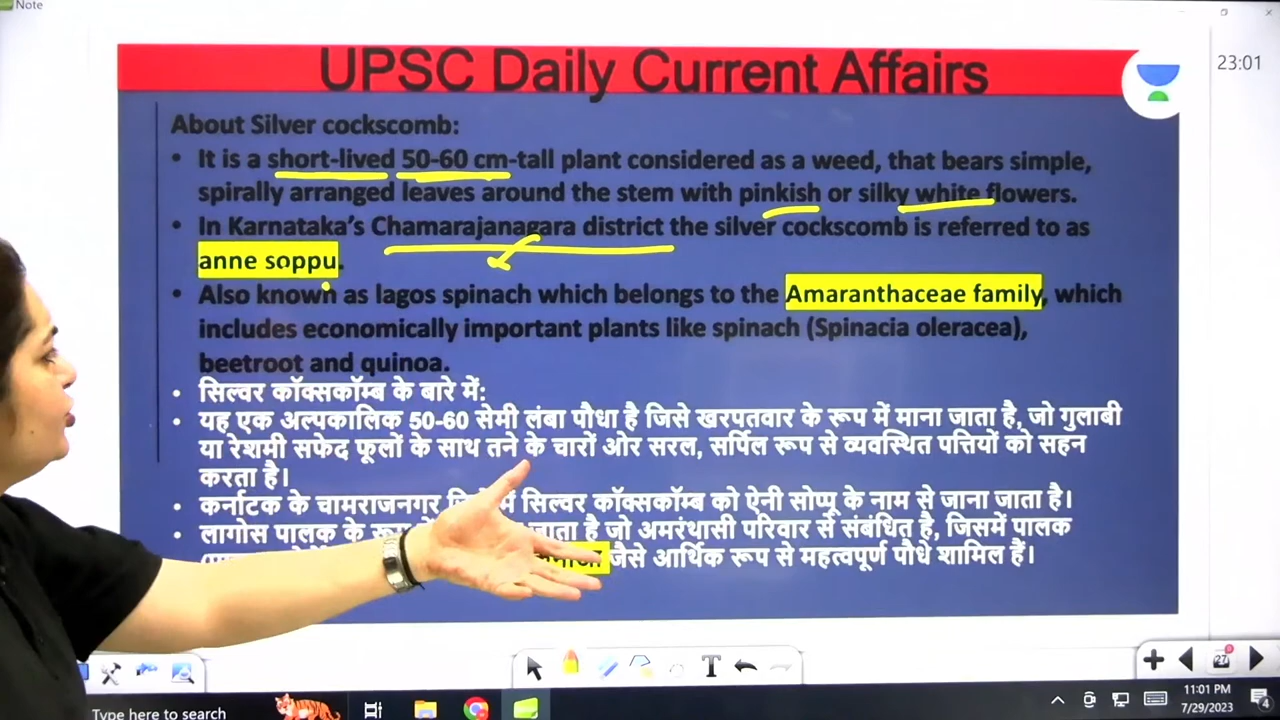 Note
UPSC Daily Current Affairs
23:01
About Silver cockscomb:
• It is a short-lived 50-60 cm-tall plant considered as a weed, that bears simple,
spirally arranged leaves around the stem with pinkish or silky white flowers.
• In Karnataka's Chamarajanagara district the silver cockscomb is referred to as
anne soppu.
• Also known as lagos spinach which belongs to the Amaranthaceae family, which
includes economically important plants like spinach (Spinacia oleracea),
beetroot and quinoa.
• सिल्वर कॉक्सकॉम्ब के बारे में:
• यह एक अल्पकालिक 50-60 सेमी लंबा पौधा है जिसे खरपतवार के रूप में माना जाता है, जो गुलाबी
या रेशमी सफेद फूलों के साथ तने के चारों ओर सरल, सर्पिल रूप से व्यवस्थित पत्तियों को सहन
करता है।
• कर्नाटक के चामराजनगर में सिल्वर कॉक्सकॉम्ब को ऐनी सोप्पू के नाम से जाना जाता है।
• लागोस पालक के जाता है जो अमरंथासी परिवार से संबंधित है, जिसमें पालक
जैसे आर्थिक रूप से महत्वपूर्ण पौधे शामिल हैं।
T
27
Type here to search
11:01 PM
7/29/2023
4